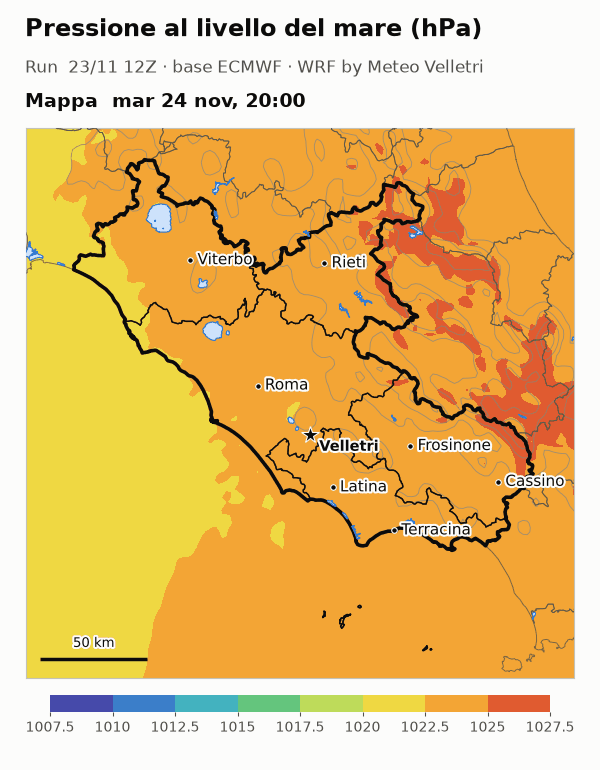 Pressione al livello del mare (hPa)
Run 23/11 12Z · base ECMWF · WRF by Meteo Velletri
Mappa mar 24 nov, 20:00
Viterbo
Rieti
Roma
Velletri
Frosinone
Cassino
Latina
Terracina
50 km
1007.5 1010 1012.5 1015 1017.5 1020 1022.5 1025 1027.5